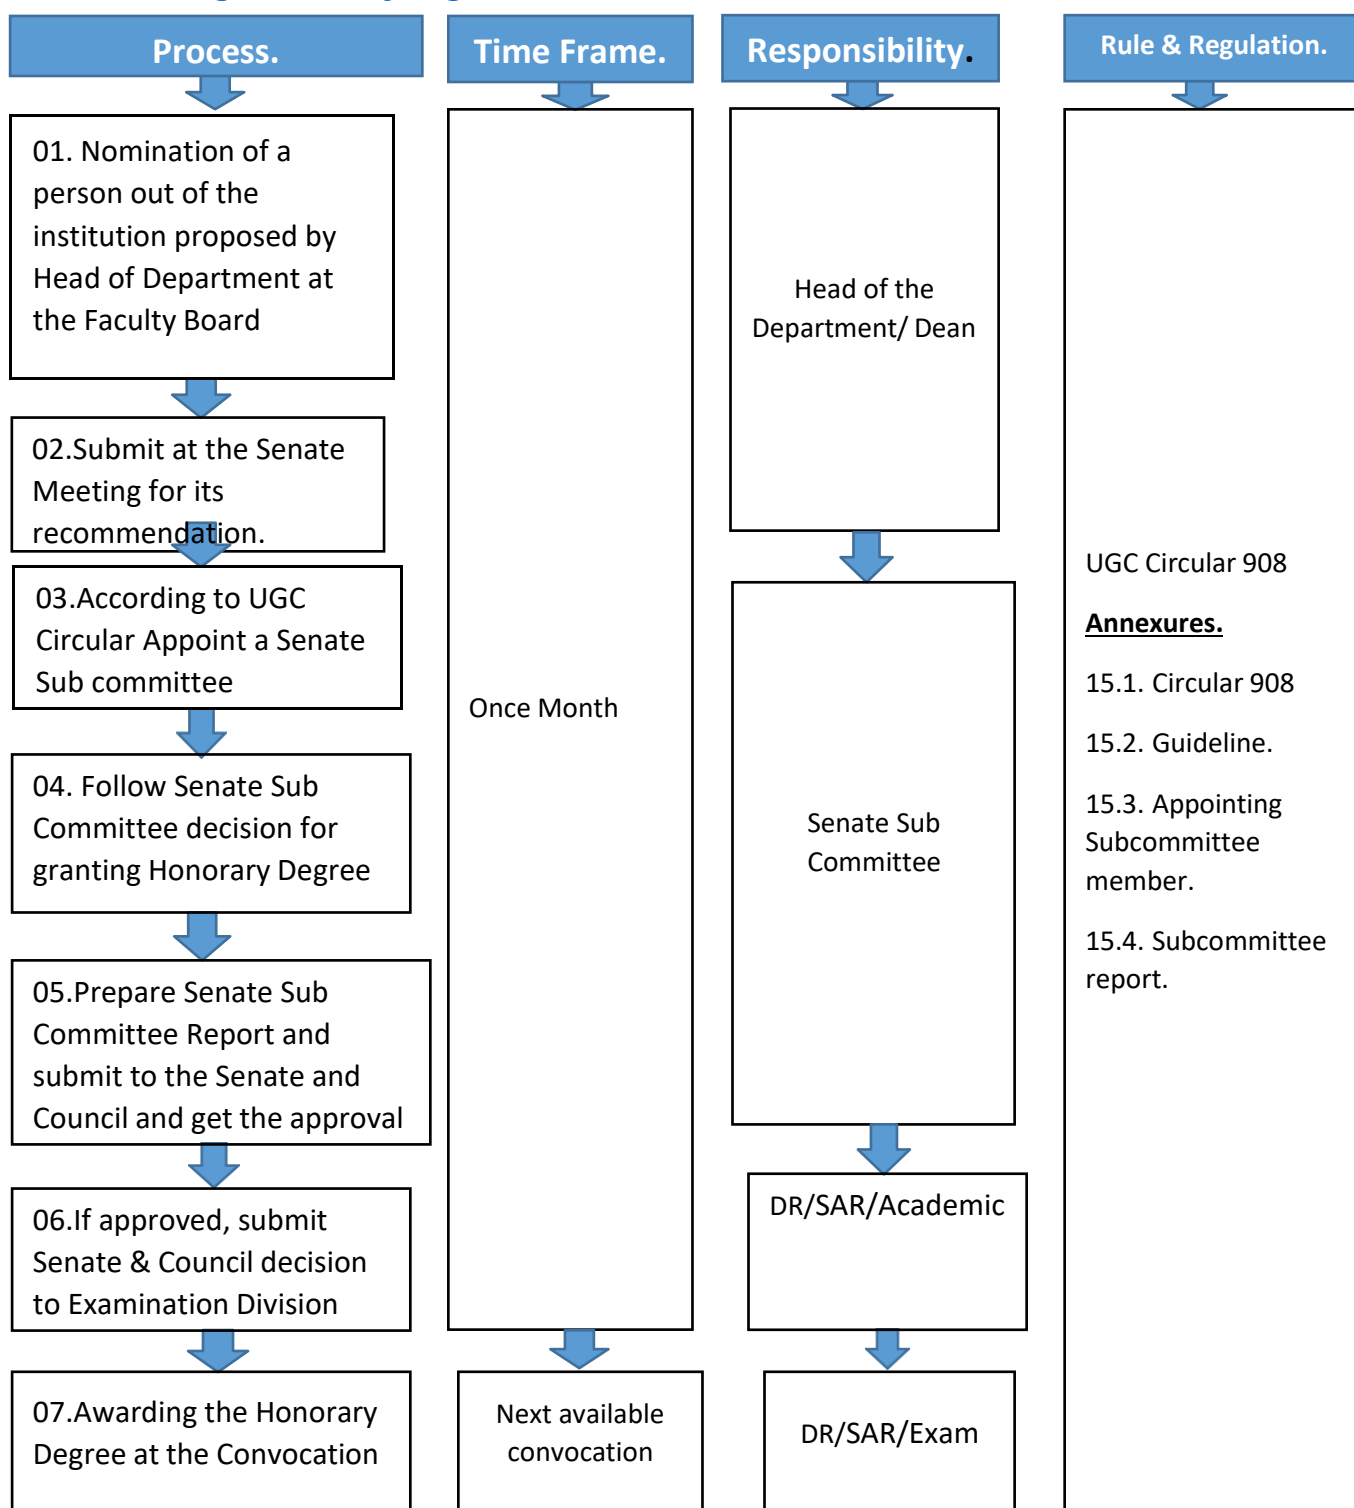 Process.
Time Frame.
Responsibility.
Rule & Regulation.
01. Nomination of a
person out of the
institution proposed by
Head of Department at
the Faculty Board
02.Submit at the Senate
Meeting for its
recommendation.
03.According to UGC
Circular Appoint a Senate
Sub committee
04. Follow Senate Sub
Committee decision for
granting Honorary Degree
05.Prepare Senate Sub
Committee Report and
submit to the Senate and
Council and get the approval
06.If approved, submit
Senate & Council decision
to Examination Division
07.Awarding the Honorary
Degree at the Convocation
Once Month
Next available
convocation
Head of the
Department/ Dean
Senate Sub
Committee
DR/SAR/Academic
DR/SAR/Exam
UGC Circular 908
Annexures.
15.1. Circular 908
15.2. Guideline.
15.3. Appointing
Subcommittee
member.
15.4. Subcommittee
report.